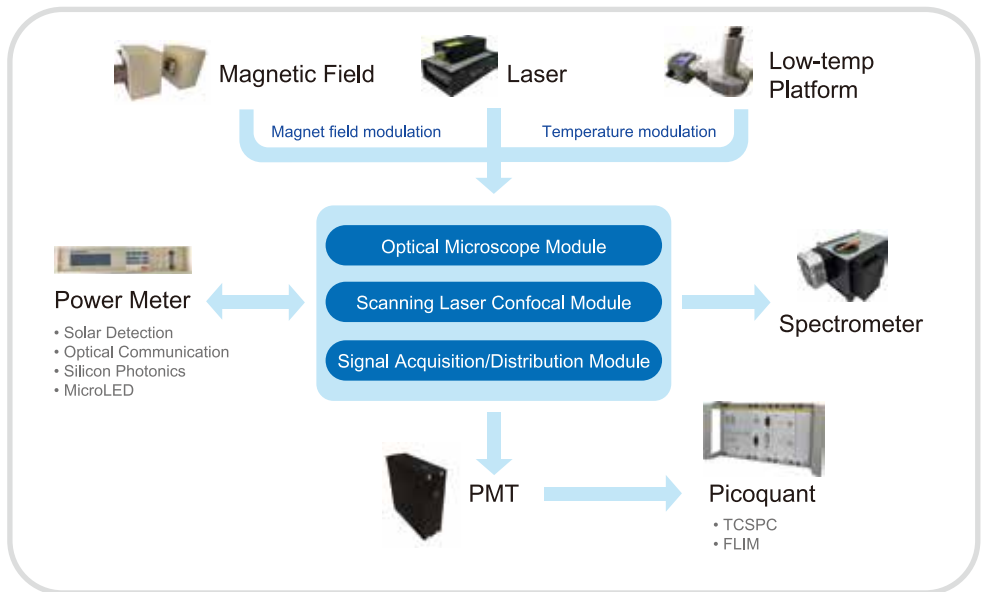 Magnetic Field
Laser
Low-temp
Platform
Magnet field modulation
Temperature modulation
Optical Microscope Module
Scanning Laser Confocal Module
Signal Acquisition/Distribution Module
Power Meter
• Solar Detection
• Optical Communication
• Silicon Photonics
• MicroLED
Spectrometer
PMT
Picoquant
• TCSPC
• FLIM